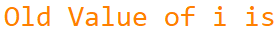 Old Value of i is